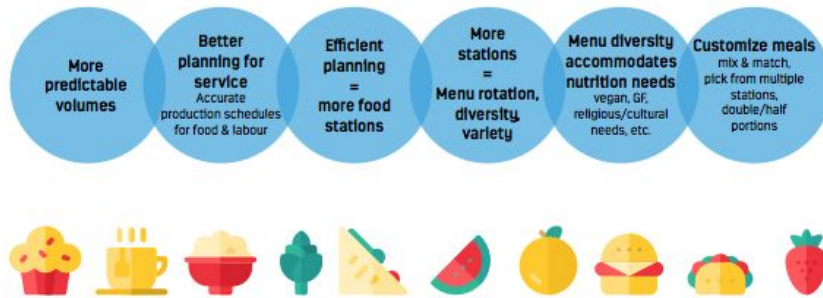 More
predictable
volumes
Better
planning for
service
Accurate
production schedules
for food & labour
Efficient
planning
=
more food
stations
More
stations
=
Menu rotation,
diversity,
variety
Menu diversity
accommodates
nutrition needs
vegan, GF,
religious/cultural
needs, etc.
Customize meals
mix & match,
pick from multiple
stations,
double/half
portions